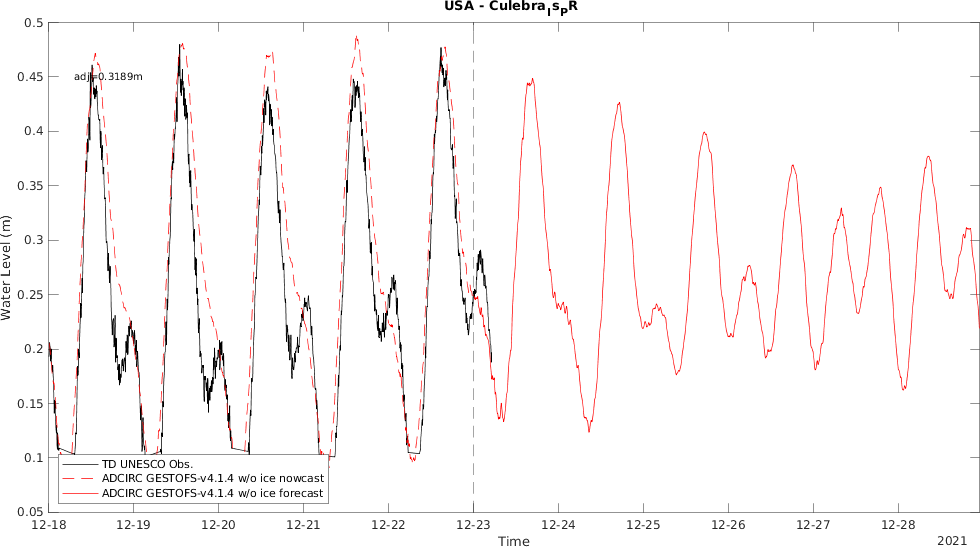 USA - Culebra_Is_PR
0.5
0.45
0.4
0.35
0.3
0.25
0.2
0.15
0.1
0.05
Water Level (m)
adj=0.3189m
TD UNESCO Obs.
ADCIRC GESTOFS-v4.1.4 w/o ice nowcast
ADCIRC GESTOFS-v4.1.4 w/o ice forecast
12-18 12-19 12-20 12-21 12-22 12-23 12-24 12-25 12-26 12-27 12-28
Time
2021